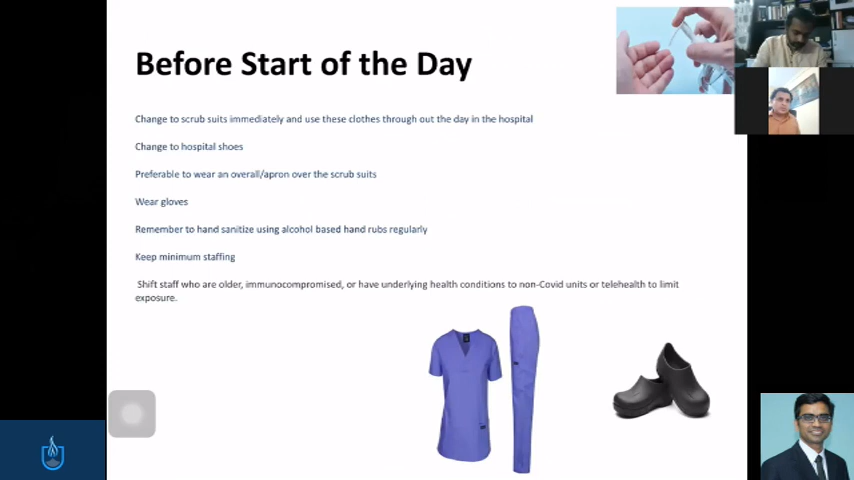 Before Start of the Day
Change to scrub suits immediately and use these clothes through out the day in the hospital
Change to hospital shoes
Preferable to wear an overall/apron over the scrub suits
Wear gloves
Remember to hand sanitize using alcohol based hand rubs regularly
Keep minimum staffing
Shift staff who are older, immunocompromised, or have underlying health conditions to non-Covid units or telehealth to limit
exposure.